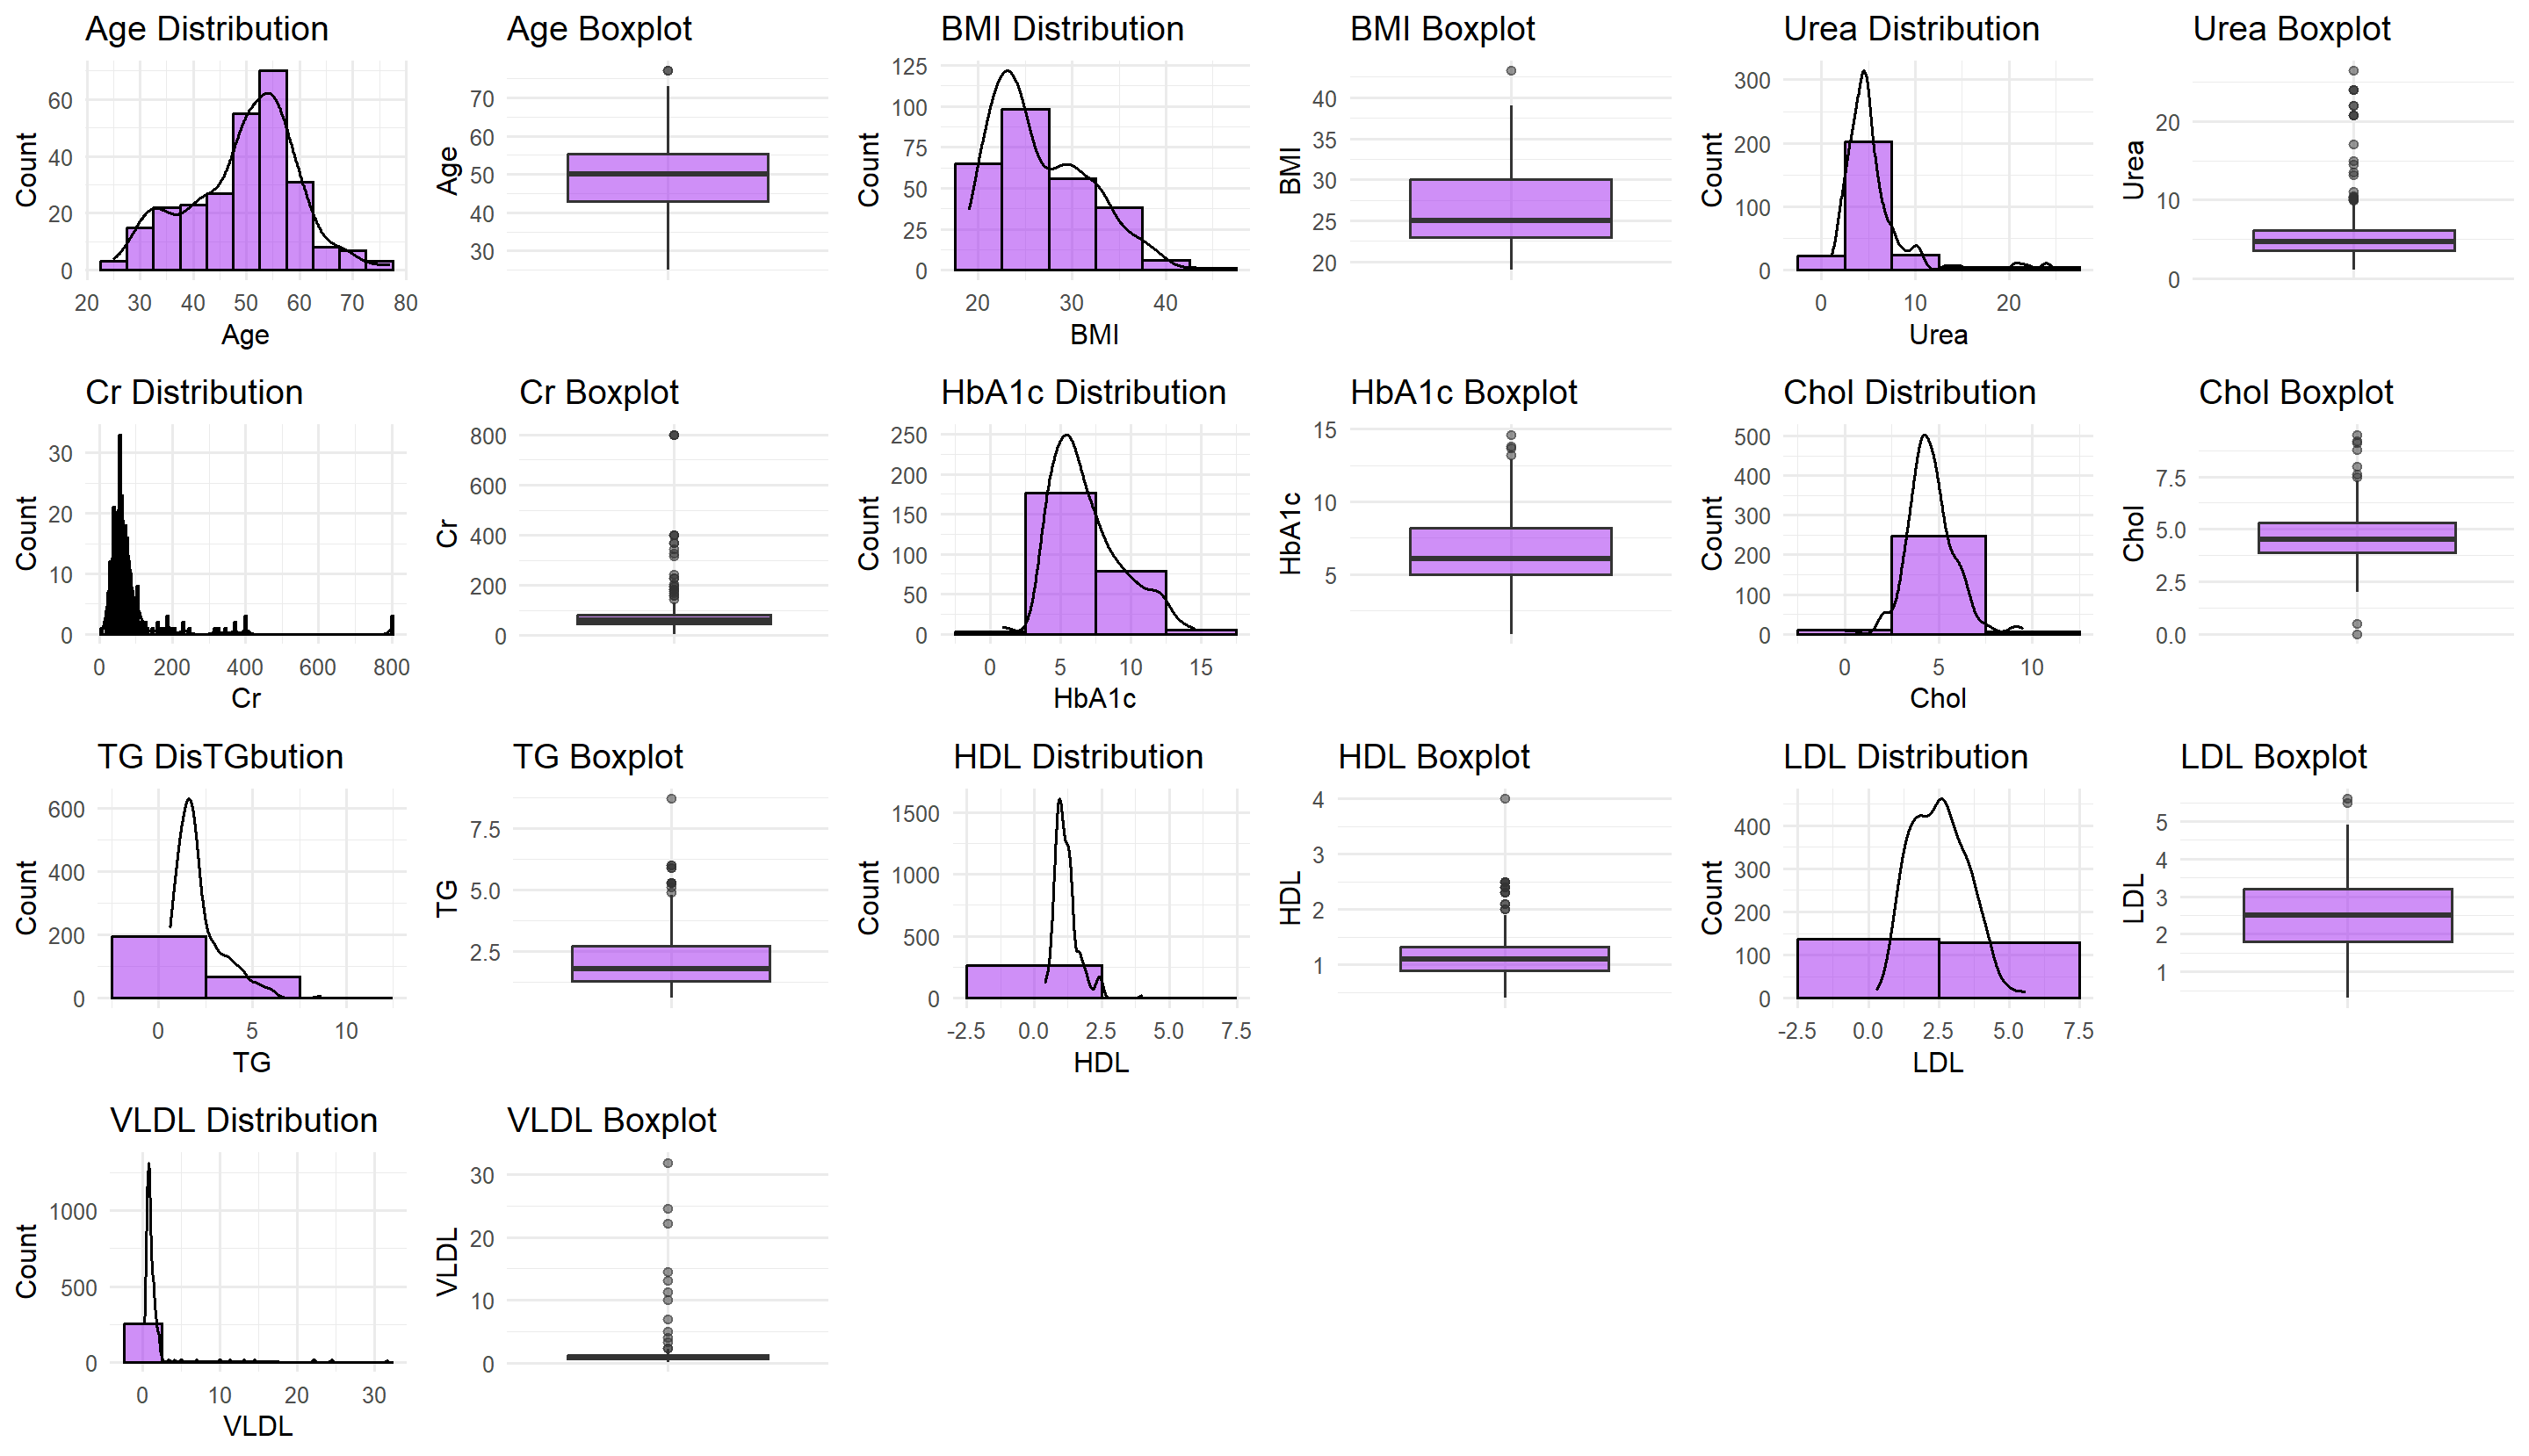 Age Distribution
Count
60
40
20
0
20 30 40 50 60 70 80
Age
Age Boxplot
Age
70
60
50
40
30
BMI Distribution
Count
125
100
75
50
25
0
20 30 40
BMI
BMI Boxplot
BMI
40
35
30
25
20
Urea Distribution
Count
300
200
100
0
0 10 20
Urea
Urea Boxplot
Urea
20
10
0
Cr Distribution
Count
30
20
10
0
0 200 400 600 800
Cr
Cr Boxplot
Cr
800
600
400
200
0
HbA1c Distribution
Count
250
200
150
100
50
0
0 5 10 15
HbA1c
HbA1c Boxplot
HbA1c
15
10
5
Chol Distribution
Count
500
400
300
200
100
0
0 5 10
Chol
Chol Boxplot
Chol
7.5
5.0
2.5
0.0
TG DisTGbution
Count
600
400
200
0
0 5 10
TG
TG Boxplot
TG
7.5
5.0
2.5
HDL Distribution
Count
1500
1000
500
0
-2.5 0.0 2.5 5.0 7.5
HDL
HDL Boxplot
HDL
4
3
2
1
LDL Distribution
Count
400
300
200
100
0
-2.5 0.0 2.5 5.0 7.5
LDL
LDL Boxplot
LDL
5
4
3
2
1
VLDL Distribution
Count
1000
500
0
0 10 20 30
VLDL
VLDL Boxplot
VLDL
30
20
10
0